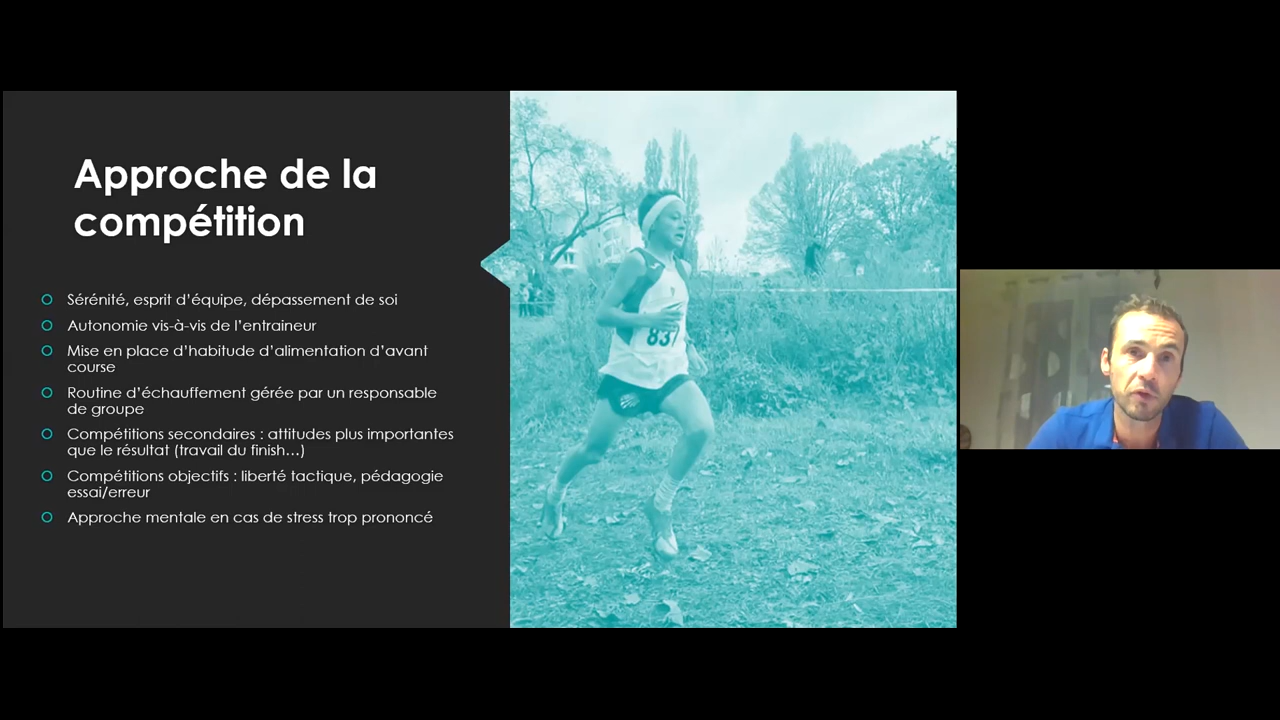 Approche de la
compétition
Sérénité, esprit d'équipe, dépassement de soi
Autonomie vis-à-vis de l'entraineur
Mise en place d'habitude d'alimentation d'avant
course
Routine d'échauffement gérée par un responsable
de groupe
Compétitions secondaires : attitudes plus importantes
que le résultat (travail du finish…)
Compétitions objectifs : liberté tactique, pédagogie
essai/erreur
Approche mentale en cas de stress trop prononcé
837